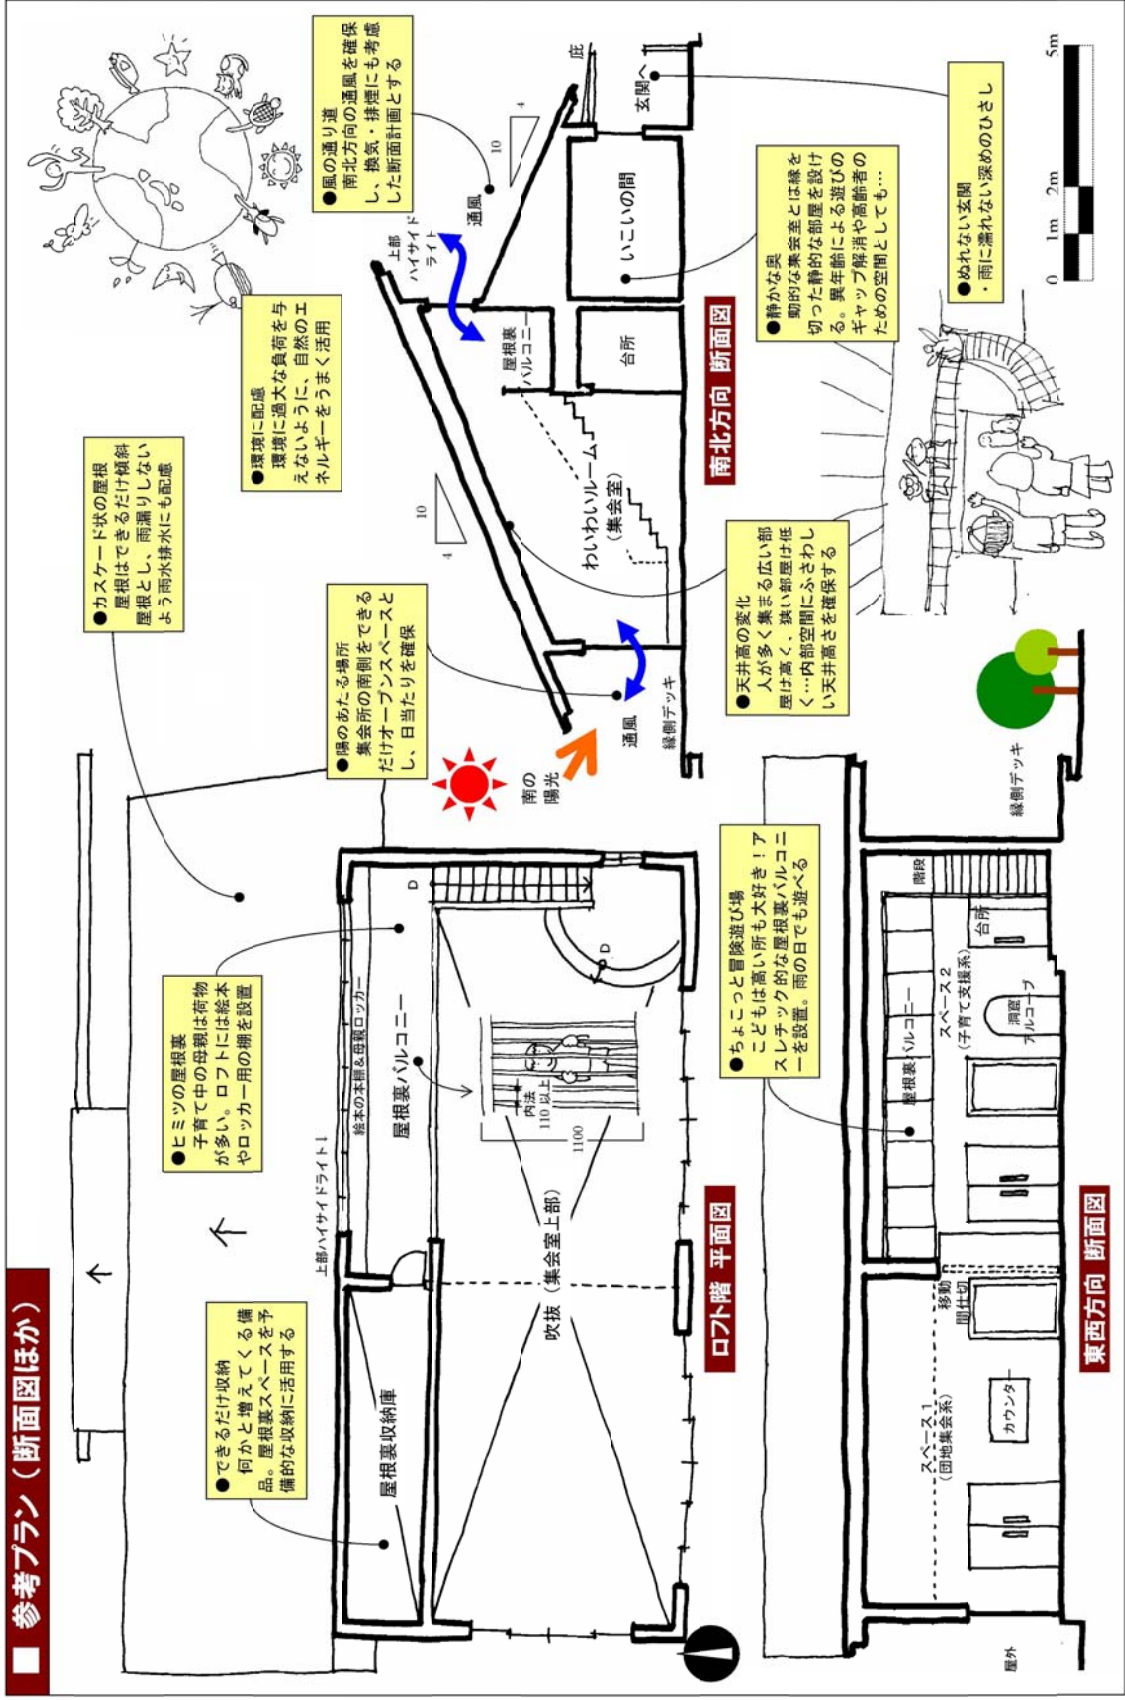 ■ 参考プラン（断面図ほか）
●できるだけ収納
何かと増えてくる備
品。屋根裏スペースを予
備的な収納に活用する
●ヒミツの屋根裏
子育て中の母親は荷物
が多い。ロフトには絵本
やロッカー用の棚を設置
●カスケード状の屋根
屋根はできるだけ傾斜
屋根とし、雨漏りしない
よう雨水排水にも配慮
●環境に配慮
環境に過大な負荷を与
えないように、自然のエ
ネルギーをうまく活用
●風の通り道
南北方向の通風を確保
し、換気・排煙にも考慮
した断面計画とする
●陽のあたる場所
集会所の南側をできる
だけオープンスペースと
し、日当たりを確保
上部ハイサイドライト↓
絵本の本棚＆母親ロッカー
屋根裏収納庫
屋根裏バルコニー
D
D
内法
110以上
1100
吹抜（集会室上部）
ロフト階 平面図
南の
陽光
通風
縁側デッキ
4
10
わいわいルーム
（集会室）
屋根裏
バルコニー
台所
上部
ハイサイド
ライト
通風
10
4
いこいの間
庇
玄関へ
南北方向 断面図
●ちょこっと冒険遊び場
こどもは高い所も大好き！ア
スレチック的な屋根裏バルコニ
ーを設置。雨の日でも遊べる
●天井高の変化
人が多く集まる広い部
屋は高く、狭い部屋は低
く…内部空間にふさわし
い天井高さを確保する
●静かな奥
動的な集会室とは縁を
切った静的な部屋を設け
る。異年齢による遊びの
ギャップ解消や高齢者の
ための空間としても…
●ぬれない玄関
・雨に濡れない深めのひさし
屋外
スペース1
（団地集会系）
カウンター
移動
間仕切
屋根裏バルコニー
スペース2
（子育て支援系）
洞窟
アルコーブ
台所
階段
縁側デッキ
東西方向 断面図
0 1m 2m 5m